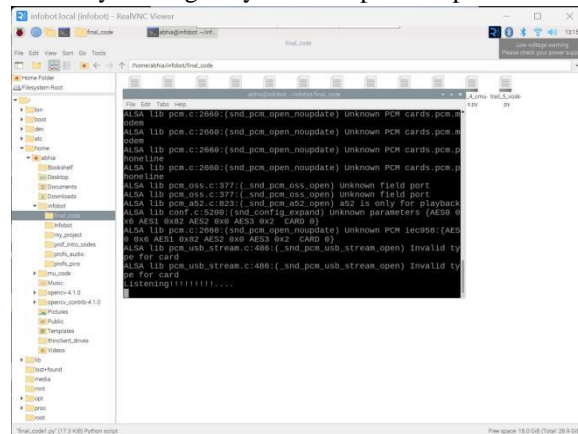 infobot.local (infobot) - RealVNC Viewer
final_code
abhia@infobot: ~/inf...
13:15
Low voltage warning
Please check your power supply
final_code
File Edit View Sort Go Tools
/home/abhia/infobot/final_code
Home Folder
Filesystem Root
/
bin
boot
dev
etc
home
abhia
Bookshelf
Desktop
Documents
Downloads
infobot
final_code
infobot
my_project
prof_intro_codes
profs_audio
profs_pics
mu_code
Music
opencv-4.1.0
opencv_contrib-4.1.0
Pictures
Public
Templates
thinclient_drives
Videos
lib
lost+found
media
mnt
opt
proc
root
abhia@infobot: ~/infobot/final_code
File Edit Tabs Help
ALSA lib pcm.c:2660:(snd_pcm_open_noupdate) Unknown PCM cards.pcm.m
odem
ALSA lib pcm.c:2660:(snd_pcm_open_noupdate) Unknown PCM cards.pcm.m
odem
ALSA lib pcm.c:2660:(snd_pcm_open_noupdate) Unknown PCM cards.pcm.p
honeline
ALSA lib pcm.c:2660:(snd_pcm_open_noupdate) Unknown PCM cards.pcm.p
honeline
ALSA lib pcm_oss.c:377:(_snd_pcm_oss_open) Unknown field port
ALSA lib pcm_oss.c:377:(_snd_pcm_oss_open) Unknown field port
ALSA lib pcm_a52.c:823:(_snd_pcm_a52_open) a52 is only for playback
ALSA lib conf.c:5200:(snd_config_expand) Unknown parameters {AES0 0
x6 AES1 0x82 AES2 0x0 AES3 0x2 CARD 0}
ALSA lib pcm.c:2660:(snd_pcm_open_noupdate) Unknown PCM iec958:{AES
0 0x6 AES1 0x82 AES2 0x0 AES3 0x2 CARD 0}
ALSA lib pcm_usb_stream.c:486:(_snd_pcm_usb_stream_open) Invalid ty
pe for card
ALSA lib pcm_usb_stream.c:486:(_snd_pcm_usb_stream_open) Invalid ty
pe for card
Listening!!!!!!!!!....
_4_cmu-
s.py
trail_5_vosk-
py
"final_code1.py" (17.3 KiB) Python script
Free space: 18.0 GiB (Total: 28.9 GiB)